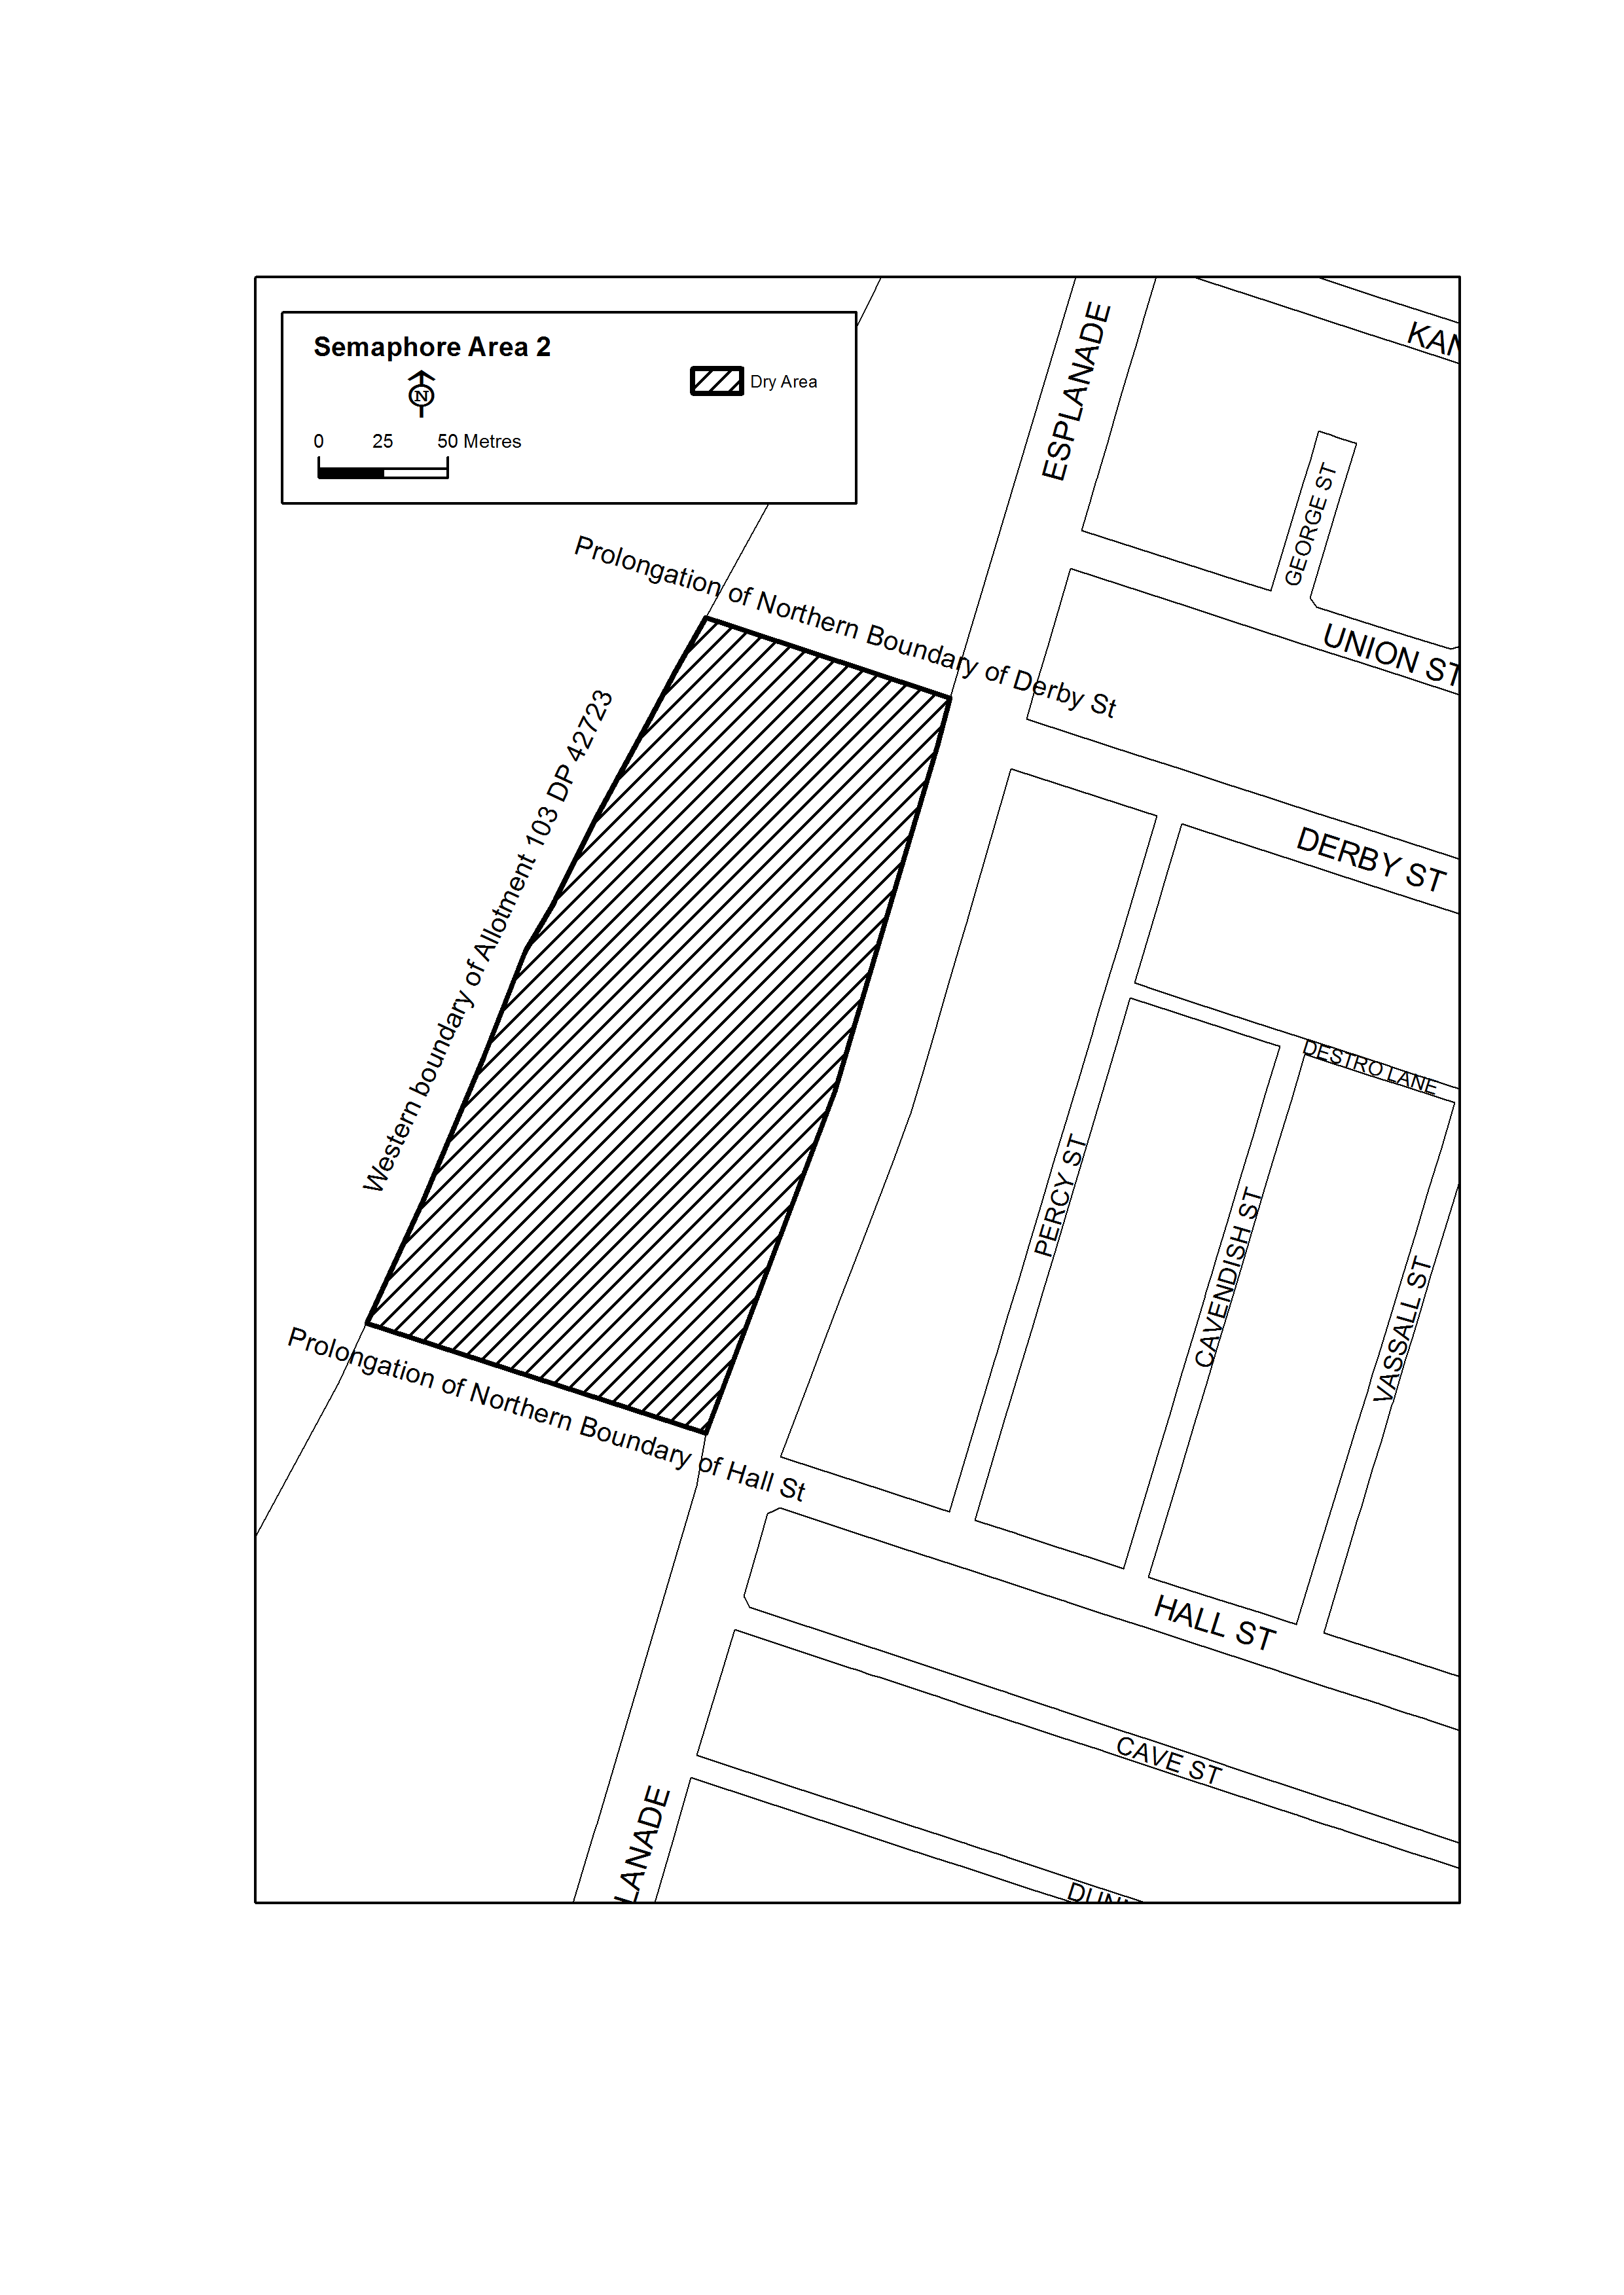 Semaphore Area 2
N
Dry Area
0 25 50 Metres
ESPLANADE
KAN
GEORGE ST
UNION ST
Prolongation of Northern Boundary of Derby St
Western boundary of Allotment 103 DP 42723
DERBY ST
DESTRO LANE
PERCY ST
CAVENDISH ST
VASSALL ST
Prolongation of Northern Boundary of Hall St
HALL ST
CAVE ST
LANADE